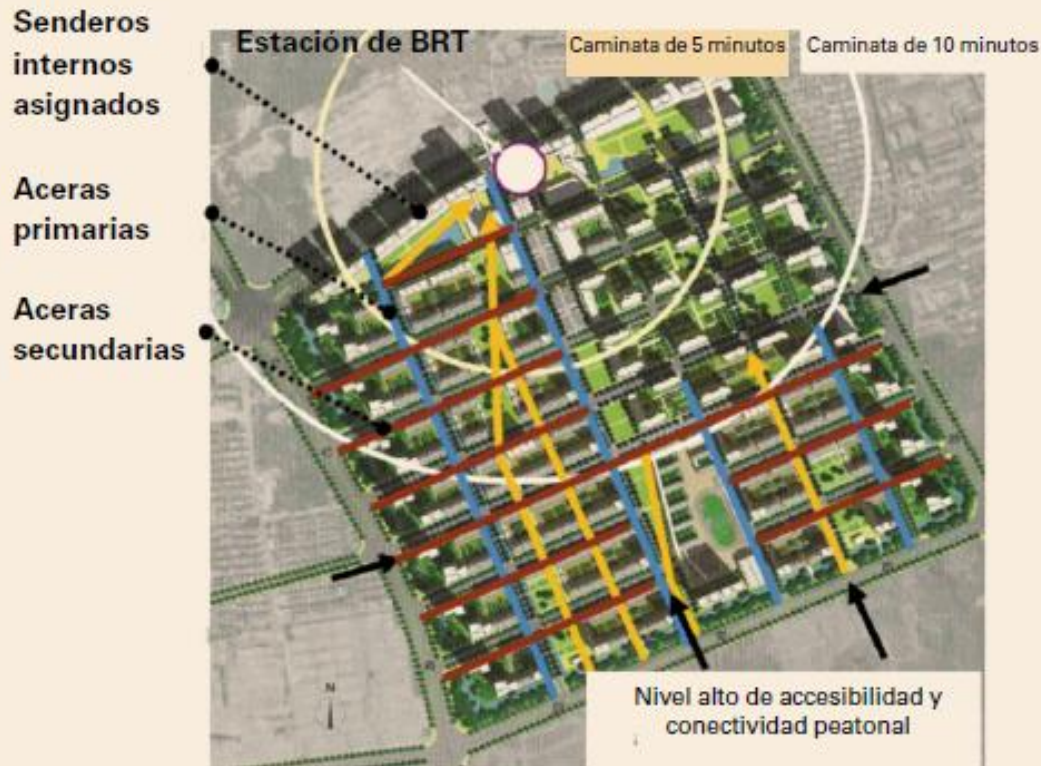 Senderos
internos
asignados
Estación de BRT
Caminata de 5 minutos
Caminata de 10 minutos
Aceras
primarias
Aceras
secundarias
N
Nivel alto de accesibilidad y
conectividad peatonal